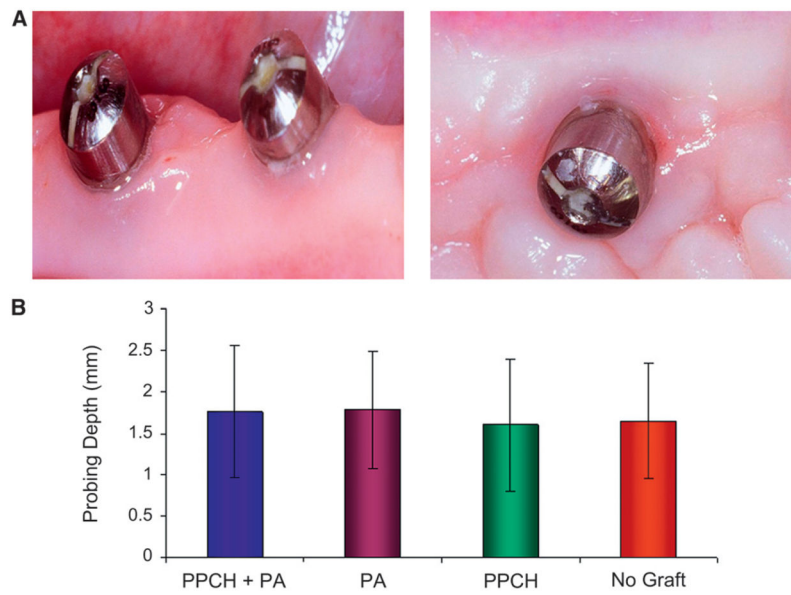 A
B
Probing Depth (mm)
3
2.5
2
1.5
1
0.5
0
PPCH + PA
PA
PPCH
No Graft